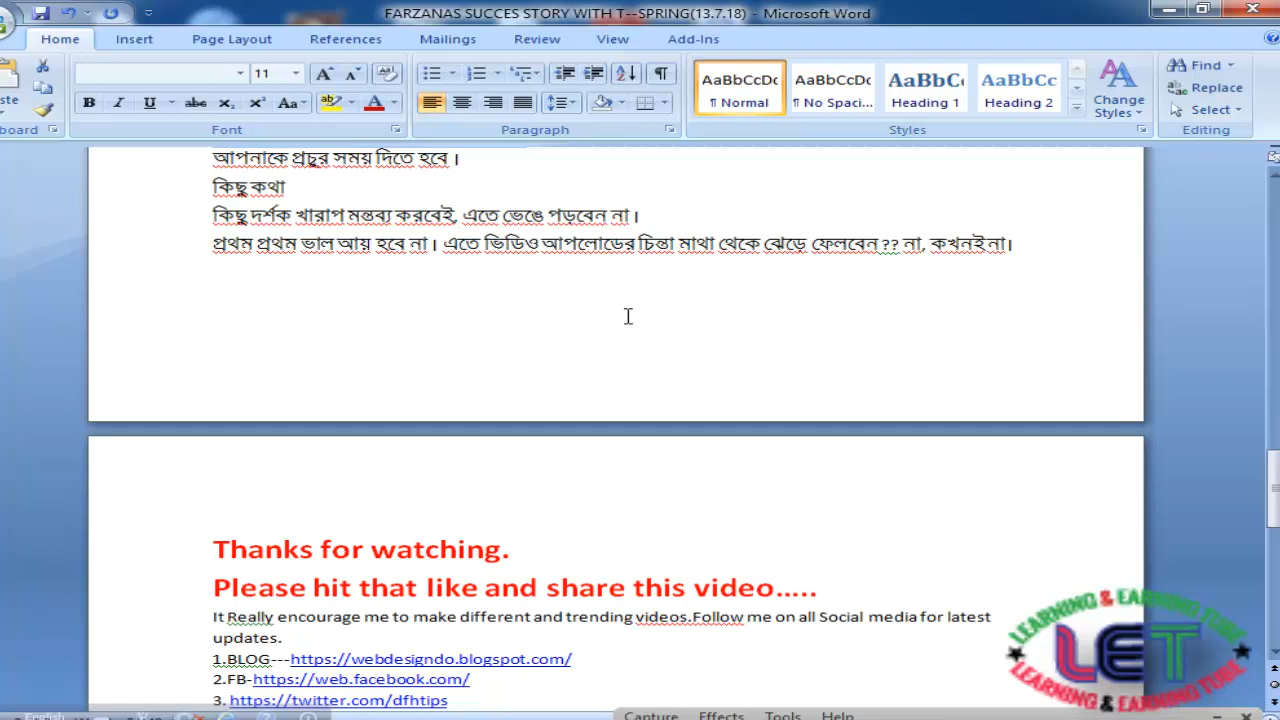 FARZANAS SUCCES STORY WITH T--SPRING(13.7.18) - Microsoft Word
Home Insert Page Layout References Mailings Review View Add-Ins
11
Find
AaBbCcDc AaBbCcDc AaBbC AaBbCc
Replace
¶ Normal ¶ No Spaci... Heading 1 Heading 2
Change Styles
Select
Font Paragraph Styles Editing
আপনাকে প্রচুর সময় দিতে হবে ।
কিছু কথা
কিছু দর্শক খারাপ মন্তব্য করবেই, এতে ভেঙে পড়বেন না ।
প্রথম প্রথম ভাল আয় হবে না । এতে ভিডিও আপলোডের চিন্তা মাথা থেকে ঝেড়ে ফেলবেন ?? না, কখনই না।
Thanks for watching.
Please hit that like and share this video.....
It Really encourage me to make different and trending videos.Follow me on all Social media for latest
updates.
1.BLOG---https://webdesigndo.blogspot.com/
2.FB-https://web.facebook.com/
3. https://twitter.com/dfhtips
LEARNING & EARNING TUBE
LET
LEARNING & EARNING TUBE
Capture Effects Tools Help